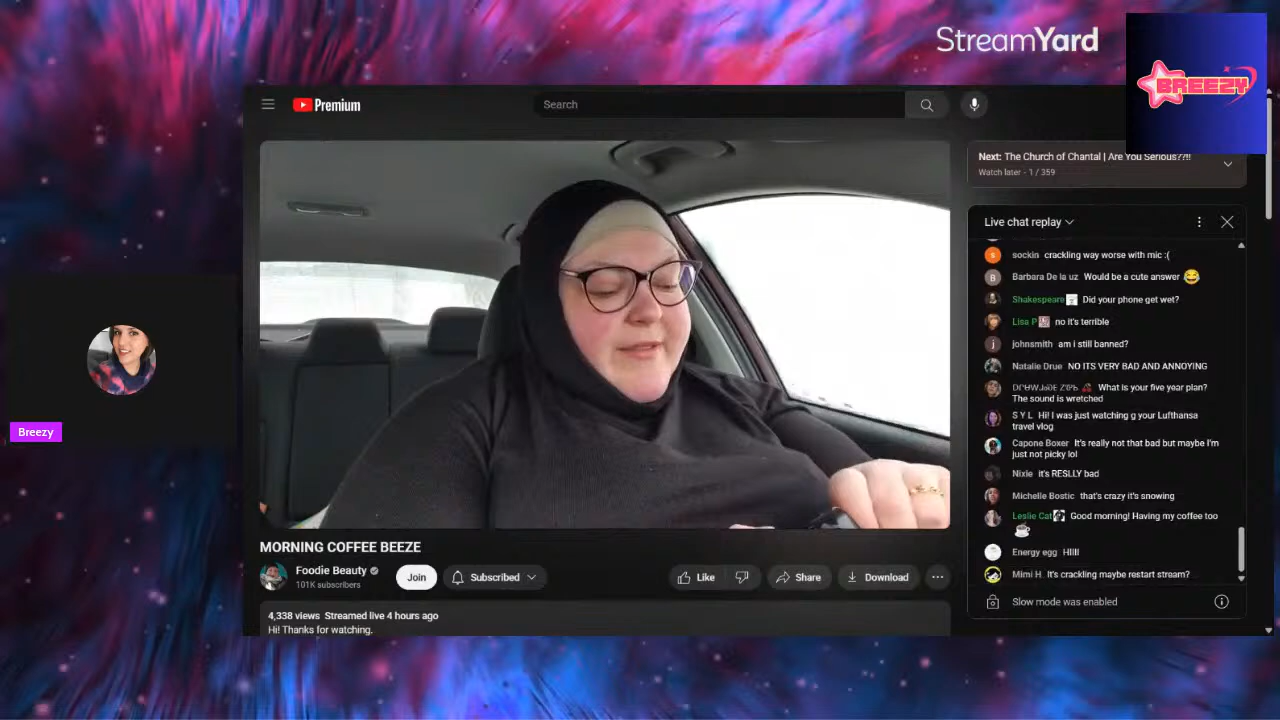 StreamYard
BREEZY
Premium
Search
Next: The Church of Chantal | Are You Serious??!!
Watch later - 1 / 359
Live chat replay
sockin crackling way worse with mic :(
Barbara De la uz Would be a cute answer 😂
Shakespeare Did your phone get wet?
Lisa P no it's terrible
johnsmith am i still banned?
Natalie Drue NO ITS VERY BAD AND ANNOYING
What is your five year plan?
The sound is wretched
S Y L Hi! I was just watching g your Lufthansa
travel vlog
Capone Boxer It's really not that bad but maybe I'm
just not picky lol
Nixie it's RESLLY bad
Michelle Bostic that's crazy it's snowing
Leslie Cat Good morning! Having my coffee too
☕
Energy egg HIIII
Mimi H It's crackling maybe restart stream?
Slow mode was enabled
Breezy
MORNING COFFEE BEEZE
Foodie Beauty
101K subscribers
Join
Subscribed
Like
Share
Download
4,338 views Streamed live 4 hours ago
Hi! Thanks for watching.